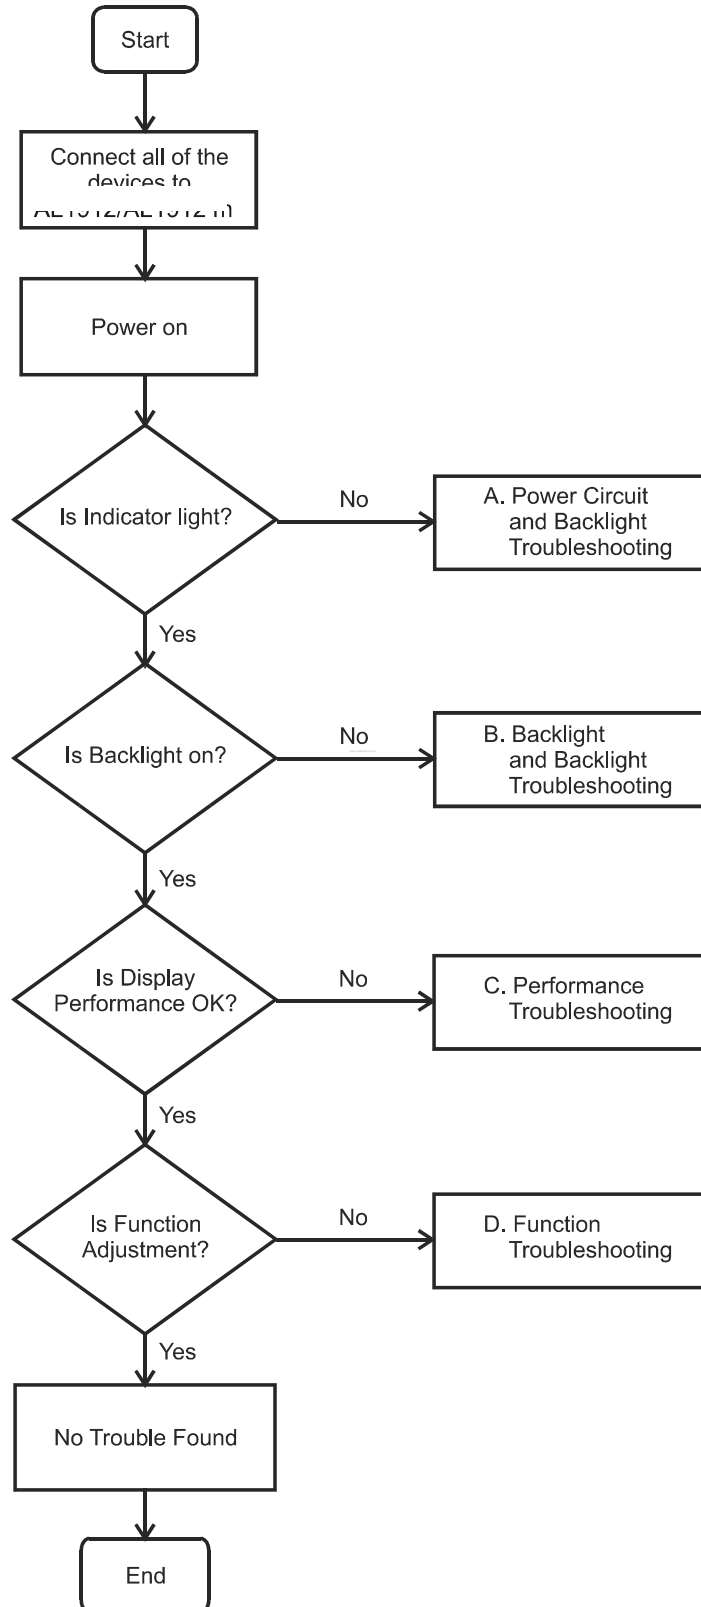 Start
Connect all of the
devices to
Power on
Is Indicator light?
No
A. Power Circuit
and Backlight
Troubleshooting
Yes
Is Backlight on?
No
B. Backlight
and Backlight
Troubleshooting
Yes
Is Display
Performance OK?
No
C. Performance
Troubleshooting
Yes
Is Function
Adjustment?
No
D. Function
Troubleshooting
Yes
No Trouble Found
End